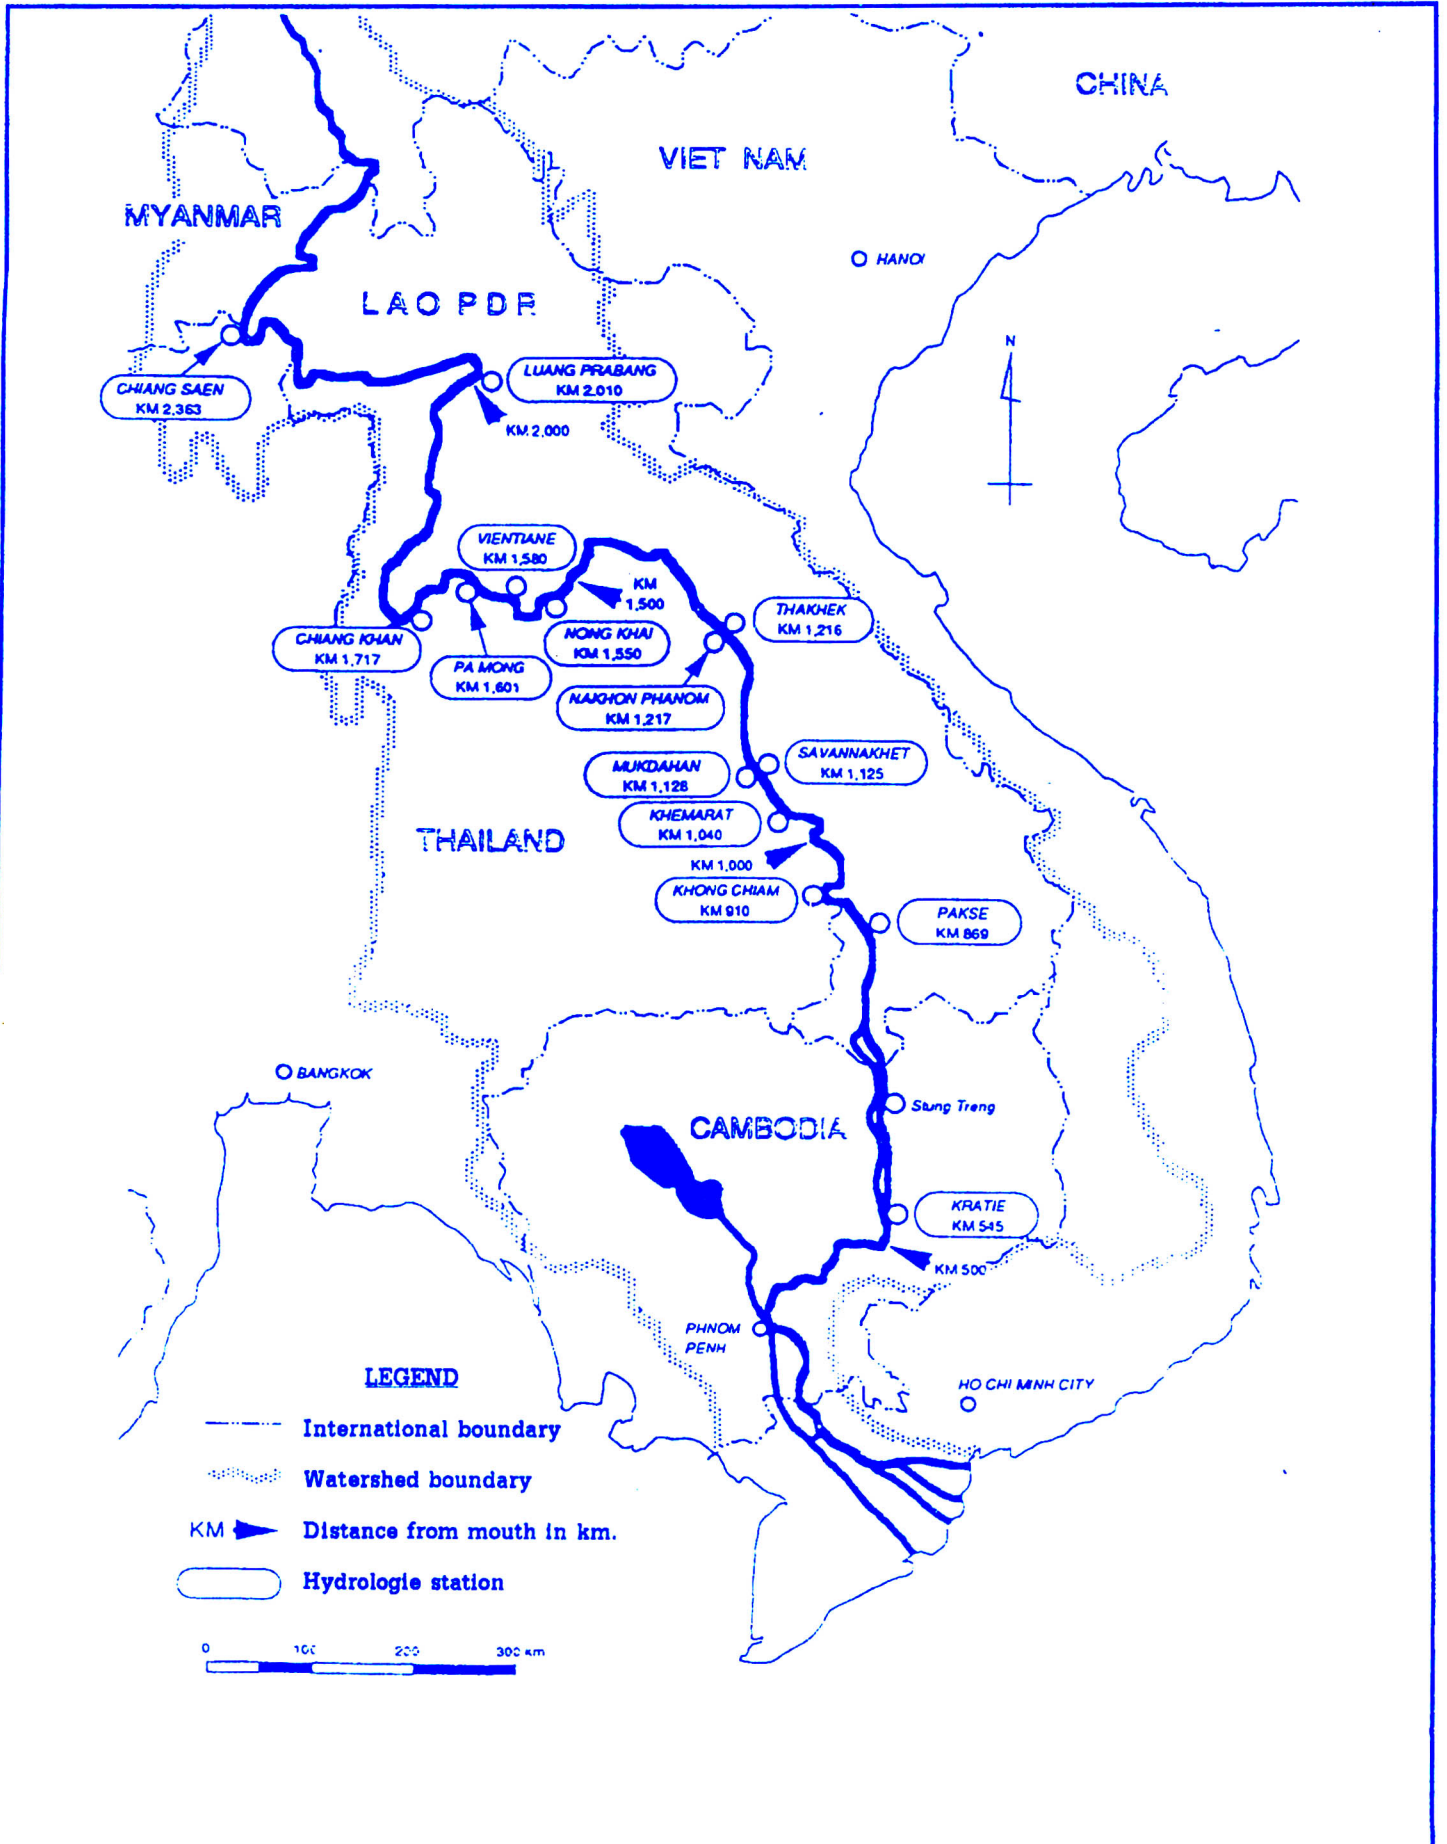 CHINA
VIET NAM
MYANMAR
HANOI
LAO PDR
N
LUANG PRABANG
KM 2,010
CHIANG SAEN
KM 2,363
KM 2,000
VIENTIANE
KM 1,580
KM
1,500
THAKHEK
KM 1,216
CHIANG KHAN
KM 1,717
NONG KHAI
KM 1,550
PA MONG
KM 1,601
NAKHON PHANOM
KM 1,217
SAVANNAKHET
KM 1,125
MUKDAHAN
KM 1,128
KHEMARAT
KM 1,040
THAILAND
KM 1,000
KHONG CHIAM
KM 910
PAKSE
KM 869
BANGKOK
Stung Treng
CAMBODIA
KRATIE
KM 545
KM 500
PHNOM
PENH
HO CHI MINH CITY
LEGEND
International boundary
Watershed boundary
KM Distance from mouth in km.
Hydrologie station
0 100 200 300 km